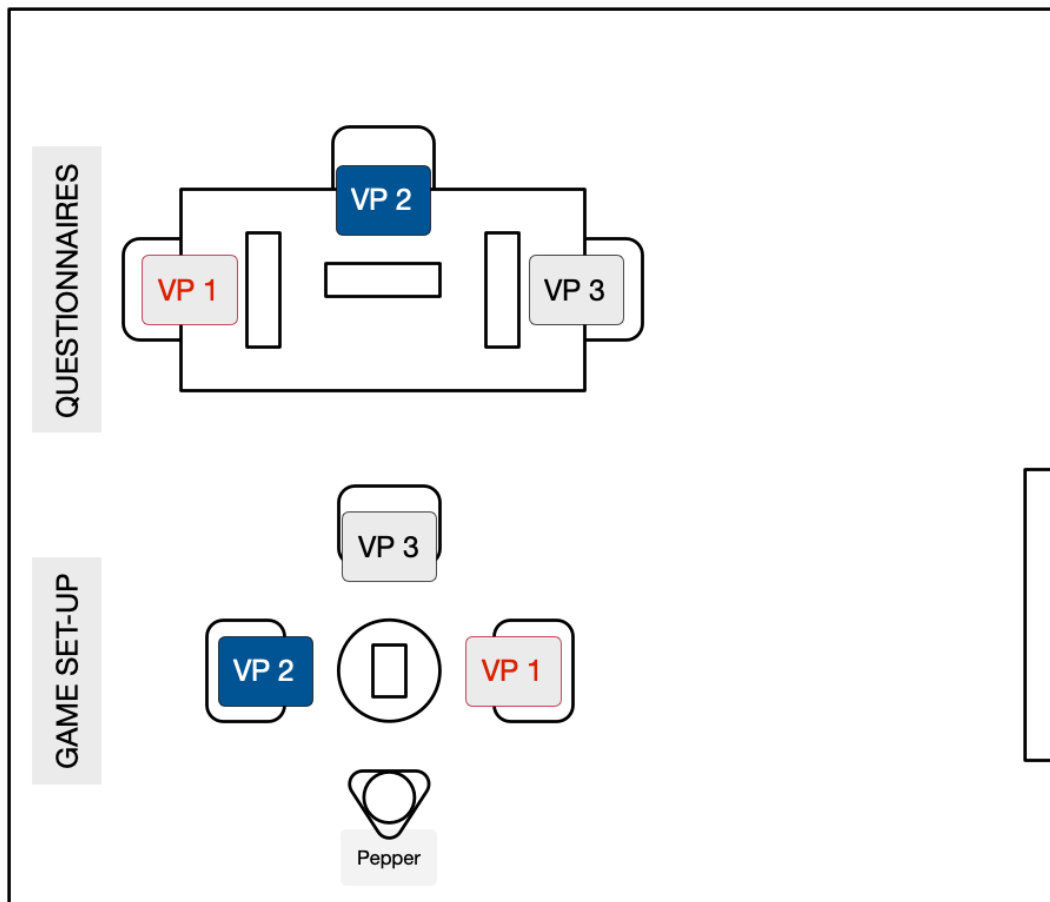 QUESTIONNAIRES
VP 2
VP 1
VP 3
GAME SET-UP
VP 3
VP 2
VP 1
Pepper